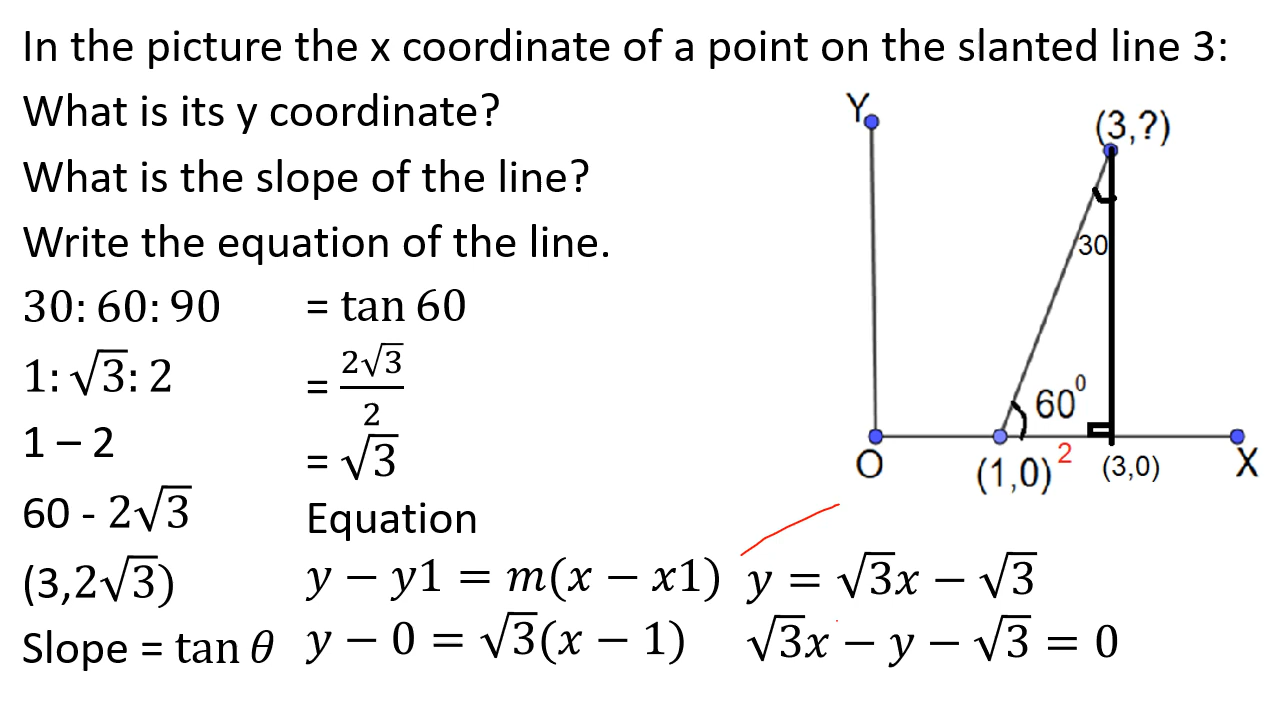 In the picture the x coordinate of a point on the slanted line 3:
What is its y coordinate?
What is the slope of the line?
Write the equation of the line.
30: 60: 90
1: √3: 2
1 – 2
60 - 2√3
(3,2√3)
Slope = tan θ
= tan 60
= 2√3/2
= √3
Equation
y − y1 = m(x − x1)
y − 0 = √3(x − 1)
y = √3x − √3
√3x − y − √3 = 0
Y
(3,?)
30
60⁰
O
(1,0)
2
(3,0)
X